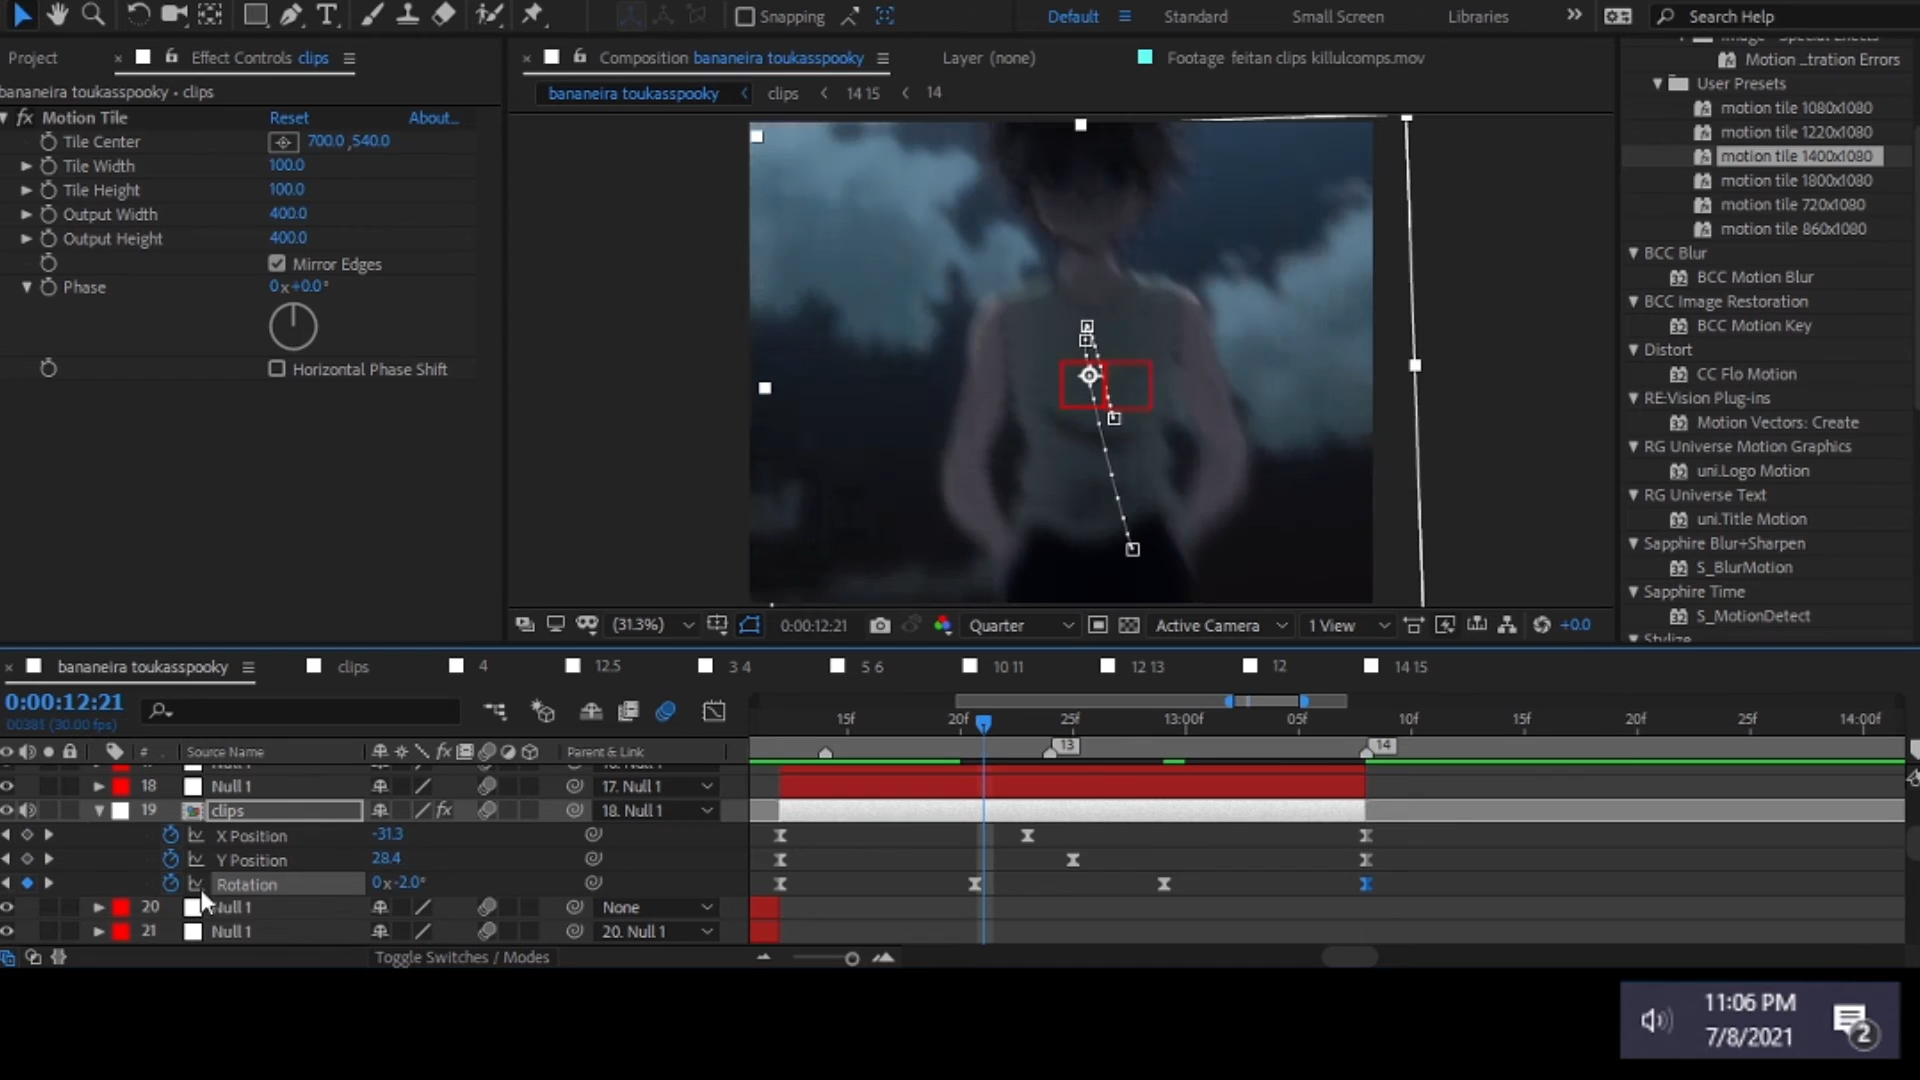 Snapping
Default
Standard
Small Screen
Libraries
Search Help
Project
Effect Controls clips
Composition bananeira toukasspooky
Layer (none)
Footage feitan clips killulcomps.mov
bananeira toukasspooky
clips
14 15
14
bananeira toukasspooky • clips
fx Motion Tile
Reset
About...
Tile Center
700.0 ,540.0
Tile Width
100.0
Tile Height
100.0
Output Width
400.0
Output Height
400.0
Mirror Edges
Phase
0x+0.0°
Horizontal Phase Shift
Motion ...tration Errors
User Presets
motion tile 1080x1080
motion tile 1220x1080
motion tile 1400x1080
motion tile 1800x1080
motion tile 720x1080
motion tile 860x1080
BCC Blur
BCC Motion Blur
BCC Image Restoration
BCC Motion Key
Distort
CC Flo Motion
RE:Vision Plug-ins
Motion Vectors: Create
RG Universe Motion Graphics
uni.Logo Motion
RG Universe Text
uni.Title Motion
Sapphire Blur+Sharpen
S_BlurMotion
Sapphire Time
S_MotionDetect
(31.3%)
0:00:12:21
Quarter
Active Camera
1 View
+0.0
bananeira toukasspooky
clips
4
12.5
3 4
5 6
10 11
12 13
12
14 15
0:00:12:21
00381 (30.00 fps)
15f
20f
25f
13:00f
05f
10f
15f
20f
25f
14:00f
#
Source Name
fx
Parent & Link
13
14
18
Null 1
17. Null 1
19
clips
fx
18. Null 1
X Position
-31.3
Y Position
28.4
Rotation
0x-2.0°
20
Null 1
None
21
Null 1
20. Null 1
Toggle Switches / Modes
11:06 PM
7/8/2021
2